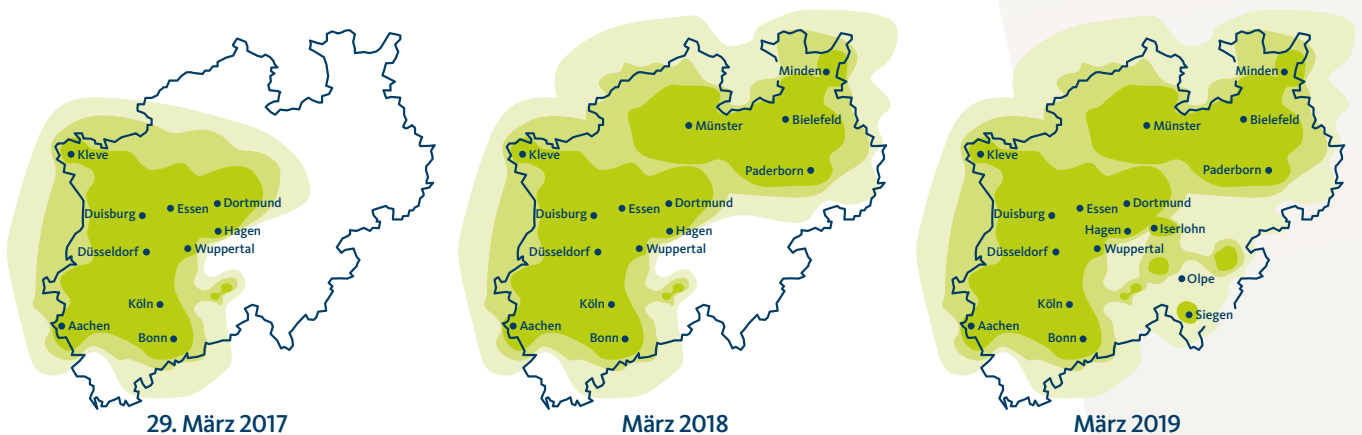 Kleve
Duisburg
Essen
Dortmund
Hagen
Düsseldorf
Wuppertal
Köln
Aachen
Bonn
29. März 2017
Minden
Münster
Bielefeld
Kleve
Paderborn
Duisburg
Essen
Dortmund
Hagen
Düsseldorf
Wuppertal
Köln
Aachen
Bonn
März 2018
Minden
Münster
Bielefeld
Kleve
Paderborn
Duisburg
Essen
Dortmund
Hagen
Iserlohn
Düsseldorf
Wuppertal
Olpe
Köln
Siegen
Aachen
Bonn
März 2019